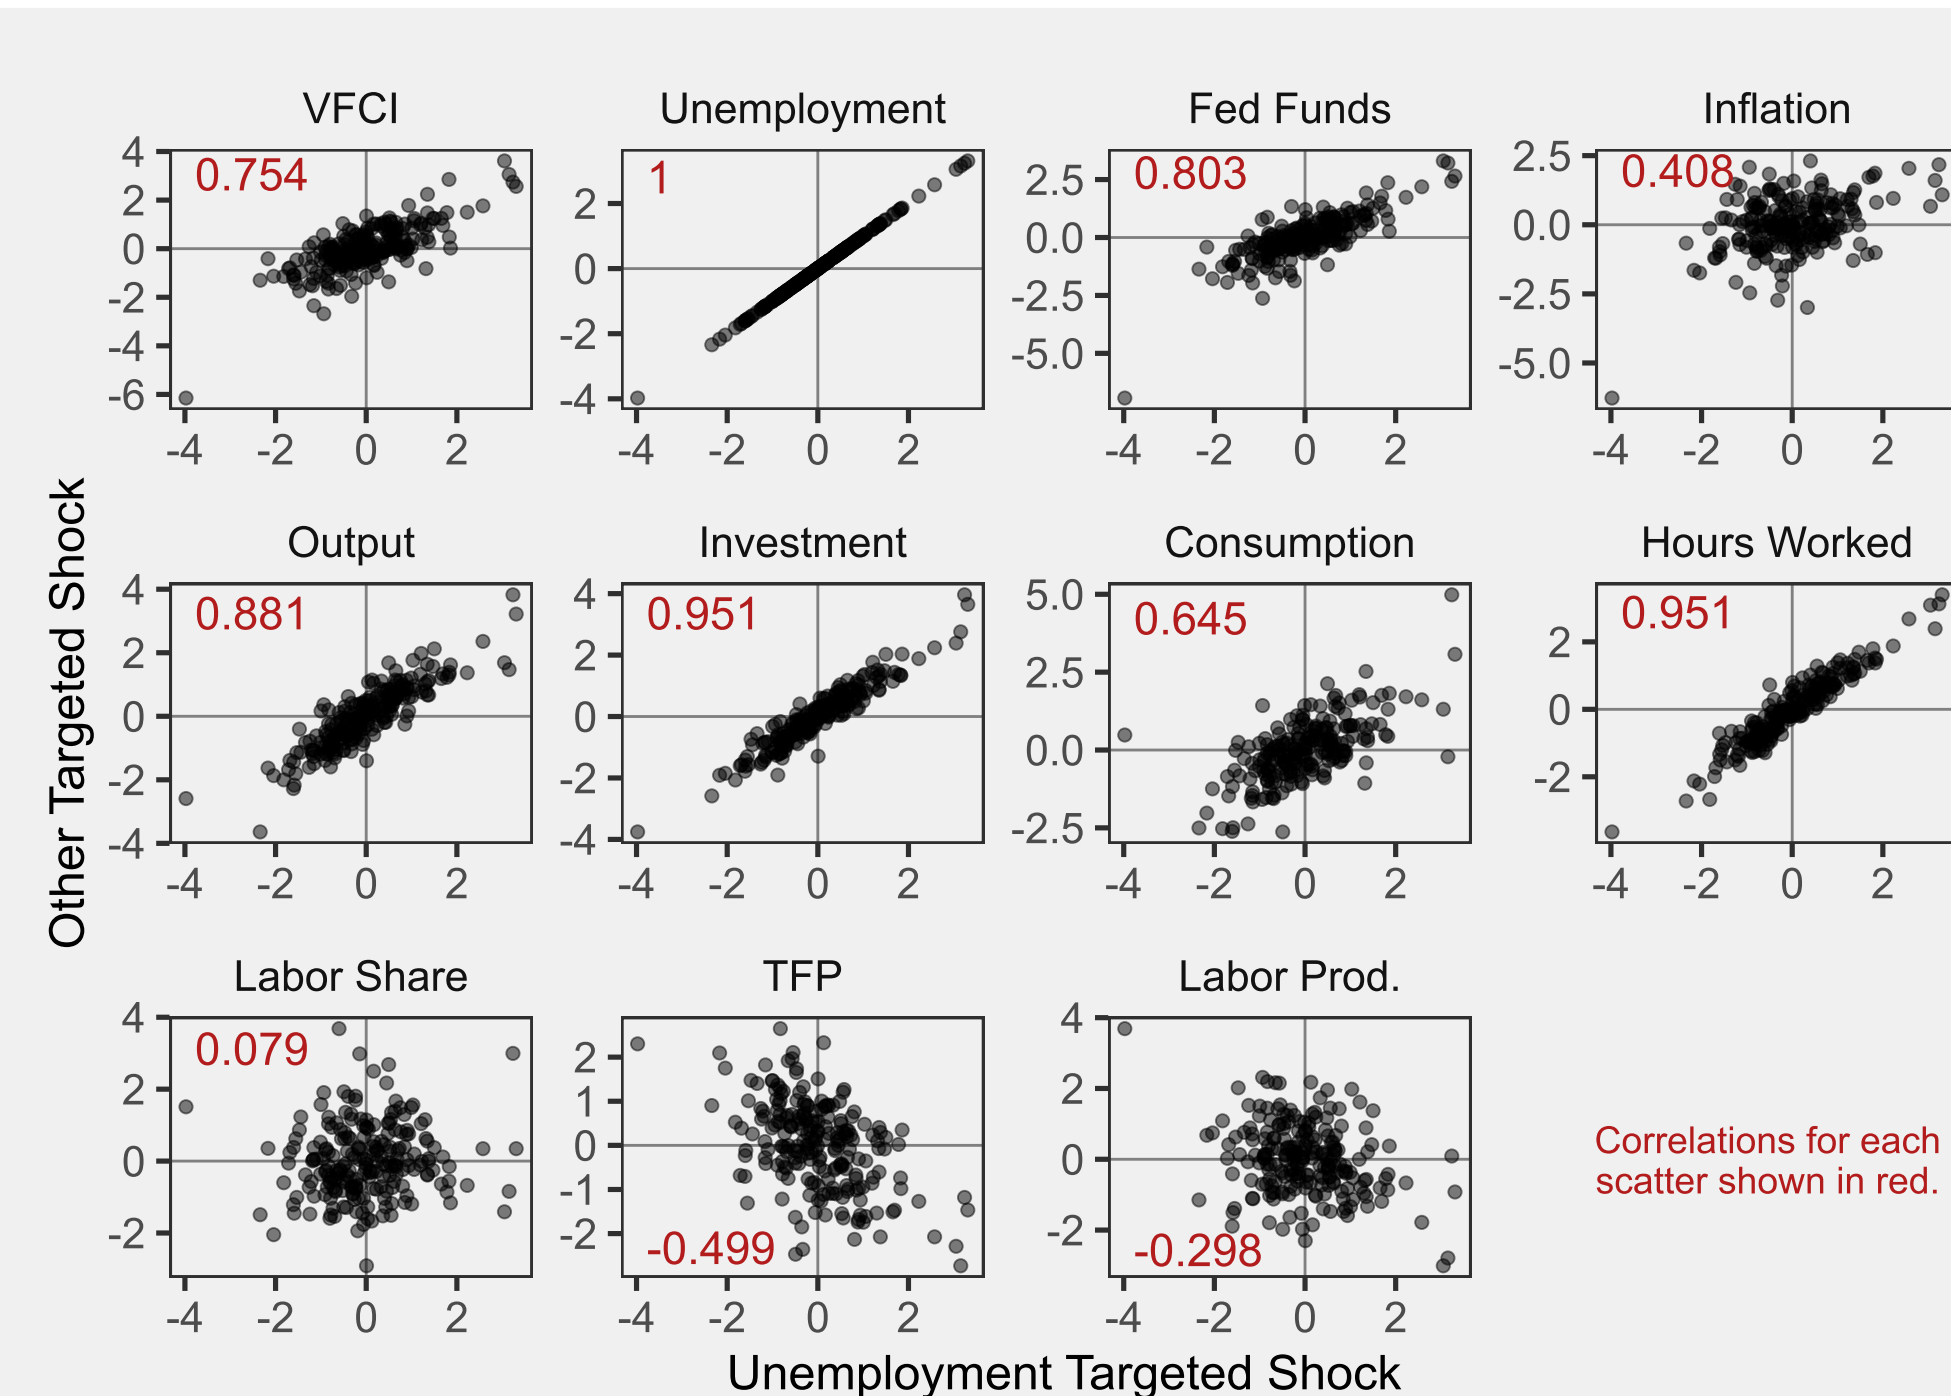 VFCI
Unemployment
Fed Funds
Inflation
4
2
0
-2
-4
-6
0.754
-4 -2 0 2
2
0
-2
-4
1
-4 -2 0 2
2.5
0.0
-2.5
-5.0
0.803
-4 -2 0 2
2.5
0.0
-2.5
-5.0
0.408
-4 -2 0 2
Other Targeted Shock
Output
Investment
Consumption
Hours Worked
4
2
0
-2
-4
0.881
-4 -2 0 2
4
2
0
-2
-4
0.951
-4 -2 0 2
5.0
2.5
0.0
-2.5
0.645
-4 -2 0 2
2
0
-2
0.951
-4 -2 0 2
Labor Share
TFP
Labor Prod.
4
2
0
-2
0.079
-4 -2 0 2
2
1
0
-1
-2
-0.499
-4 -2 0 2
4
2
0
-2
-0.298
-4 -2 0 2
Correlations for each
scatter shown in red.
Unemployment Targeted Shock